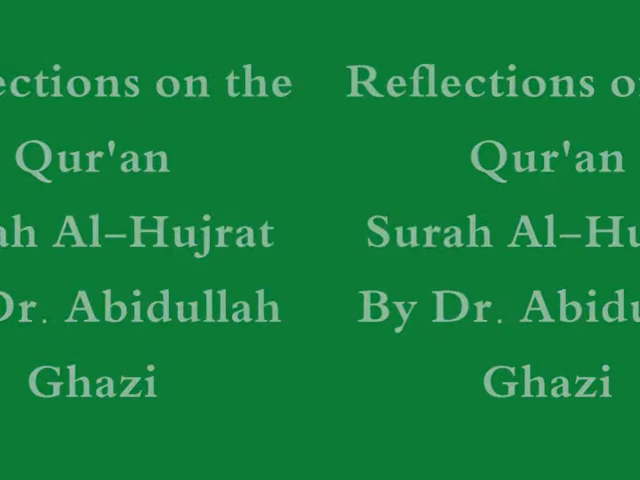 ections on the Reflections o
Qur'an Qur'an
ah Al-Hujrat Surah Al-Hu
Dr. Abidullah By Dr. Abidu
Ghazi Ghazi